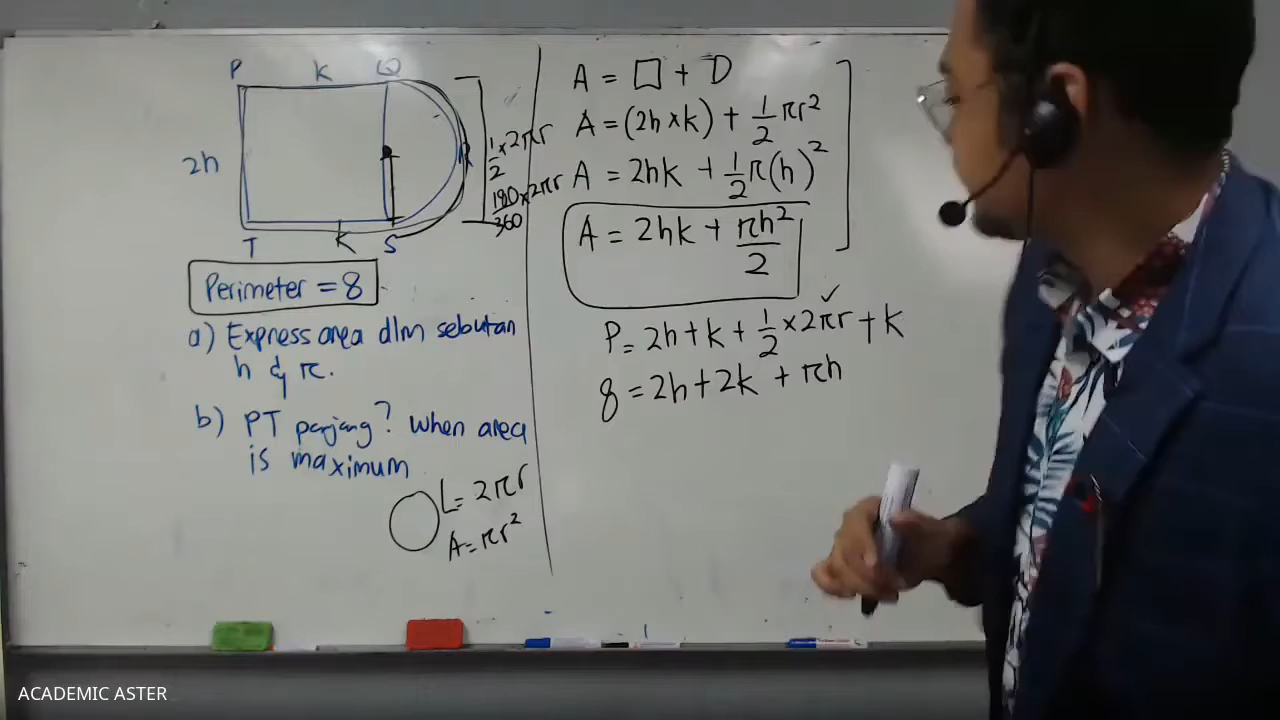 P K Q
2h
T K S
1/2 × 2πr
180/360 × 2πr
Perimeter = 8
a) Express area dlm sebutan
h & π.
b) PT panjang? When area
is maximum
L = 2πr
A = πr²
A = □ + D
A = (2h × k) + 1/2 πr²
A = 2hk + 1/2 π(h)²
A = 2hk + πh²/2
P = 2h + k + 1/2 × 2πr + k ✓
8 = 2h + 2k + πh
ACADEMIC ASTER